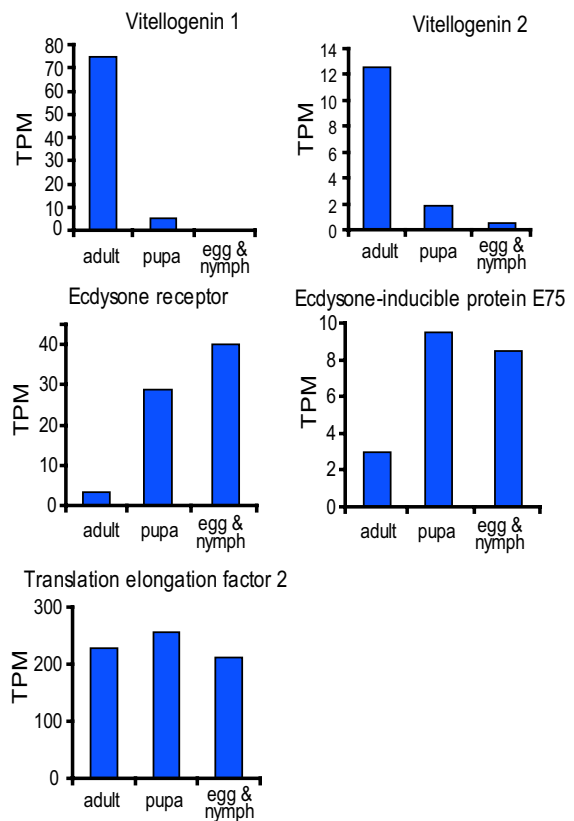 Vitellogenin 1
TPM
80
70
60
50
40
30
20
10
0
adult
pupa
egg &
nymph
Vitellogenin 2
TPM
14
12
10
8
6
4
2
0
adult
pupa
egg &
nymph
Ecdysone receptor
TPM
40
30
20
10
0
adult
pupa
egg &
nymph
Ecdysone-inducible protein E75
TPM
10
8
6
4
2
0
adult
pupa
egg &
nymph
Translation elongation factor 2
TPM
300
200
100
0
adult
pupa
egg &
nymph